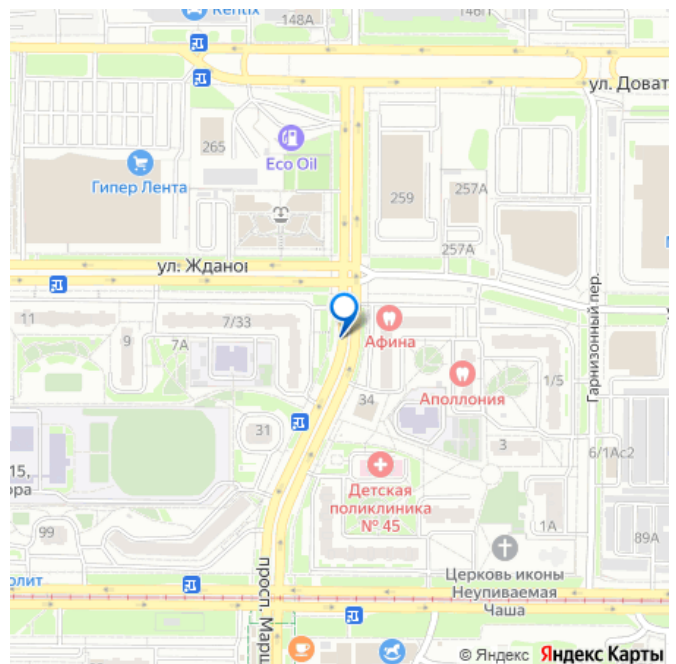 Rentix
148А
146П
ул. Доват
265
Eco Oil
Гипер Лента
259
257А
257А
ул. Жданов
Гарнизонный пер.
11
7/33
9
7А
Афина
Аполлония
1/5
34
31
3
6/1Ас2
15,
ора
Детская
поликлиника
№ 45
99
1А
89А
Церковь иконы
Неупиваемая
Чаша
олит
просп. Марш
© Яндекс Яндекс Карты